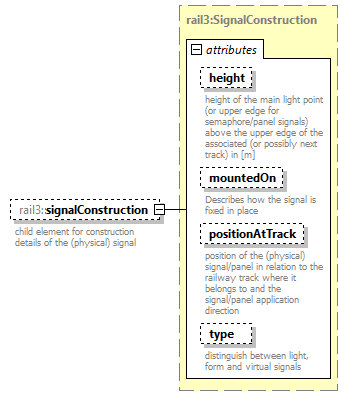 rail3:SignalConstruction
attributes
height
height of the main light point
(or upper edge for
semaphore/panel signals)
above the upper edge of the
associated (or possibly next
track) in [m]
mountedOn
Describes how the signal is
fixed in place
rail3::signalConstruction
child element for construction
details of the (physical) signal
positionAtTrack
position of the (physical)
signal/panel in relation to the
railway track where it
belongs to and the
signal/panel application
direction
type
distinguish between light,
form and virtual signals